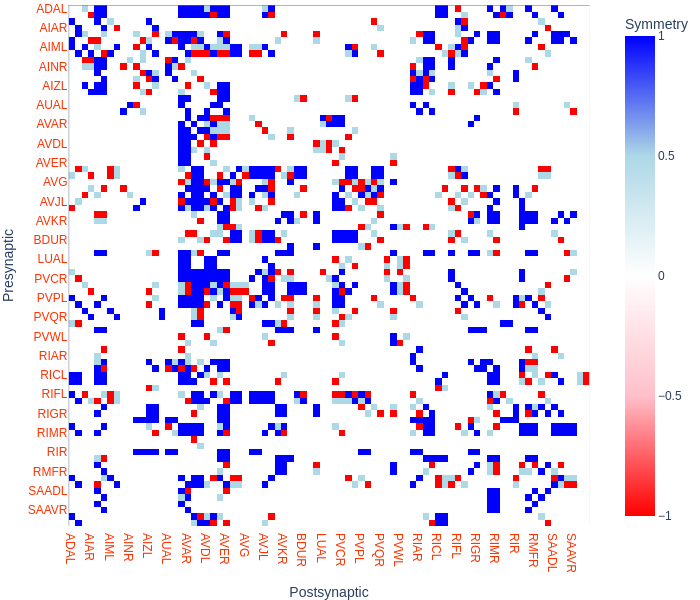 Symmetry
1
0.5
0
−0.5
−1
Presynaptic
ADAL
AIAR
AIML
AINR
AIZL
AUAL
AVAR
AVDL
AVER
AVG
AVJL
AVKR
BDUR
LUAL
PVCR
PVPL
PVQR
PVWL
RIAR
RICL
RIFL
RIGR
RIMR
RIR
RMFR
SAADL
SAAVR
ADAL
AIAR
AIML
AINR
AIZL
AUAL
AVAR
AVDL
AVER
AVG
AVJL
AVKR
BDUR
LUAL
PVCR
PVPL
PVQR
PVWL
RIAR
RICL
RIFL
RIGR
RIMR
RIR
RMFR
SAADL
SAAVR
Postsynaptic